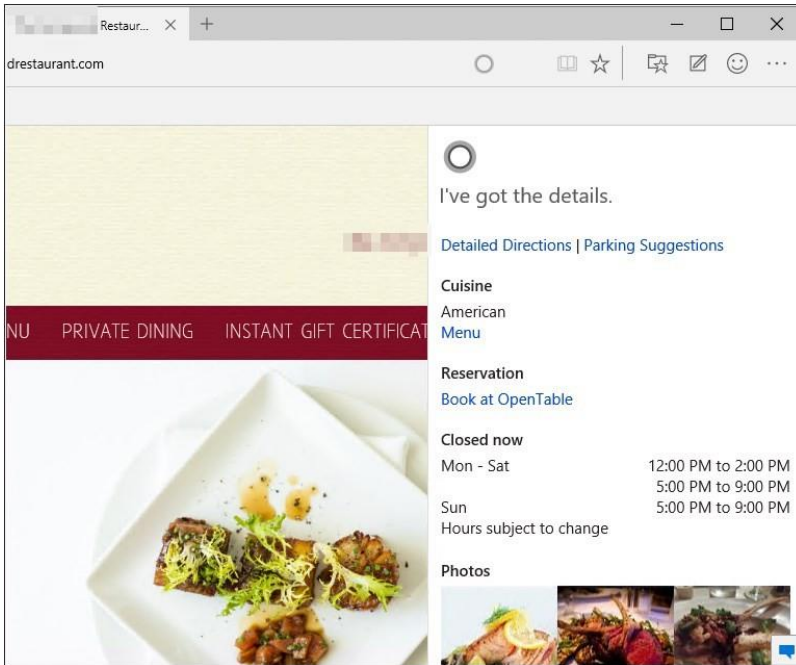 Restaur...
drestaurant.com
I've got the details.
Detailed Directions | Parking Suggestions
Cuisine
American
Menu
NU PRIVATE DINING INSTANT GIFT CERTIFICAT
Reservation
Book at OpenTable
Closed now
Mon - Sat 12:00 PM to 2:00 PM
5:00 PM to 9:00 PM
Sun 5:00 PM to 9:00 PM
Hours subject to change
Photos